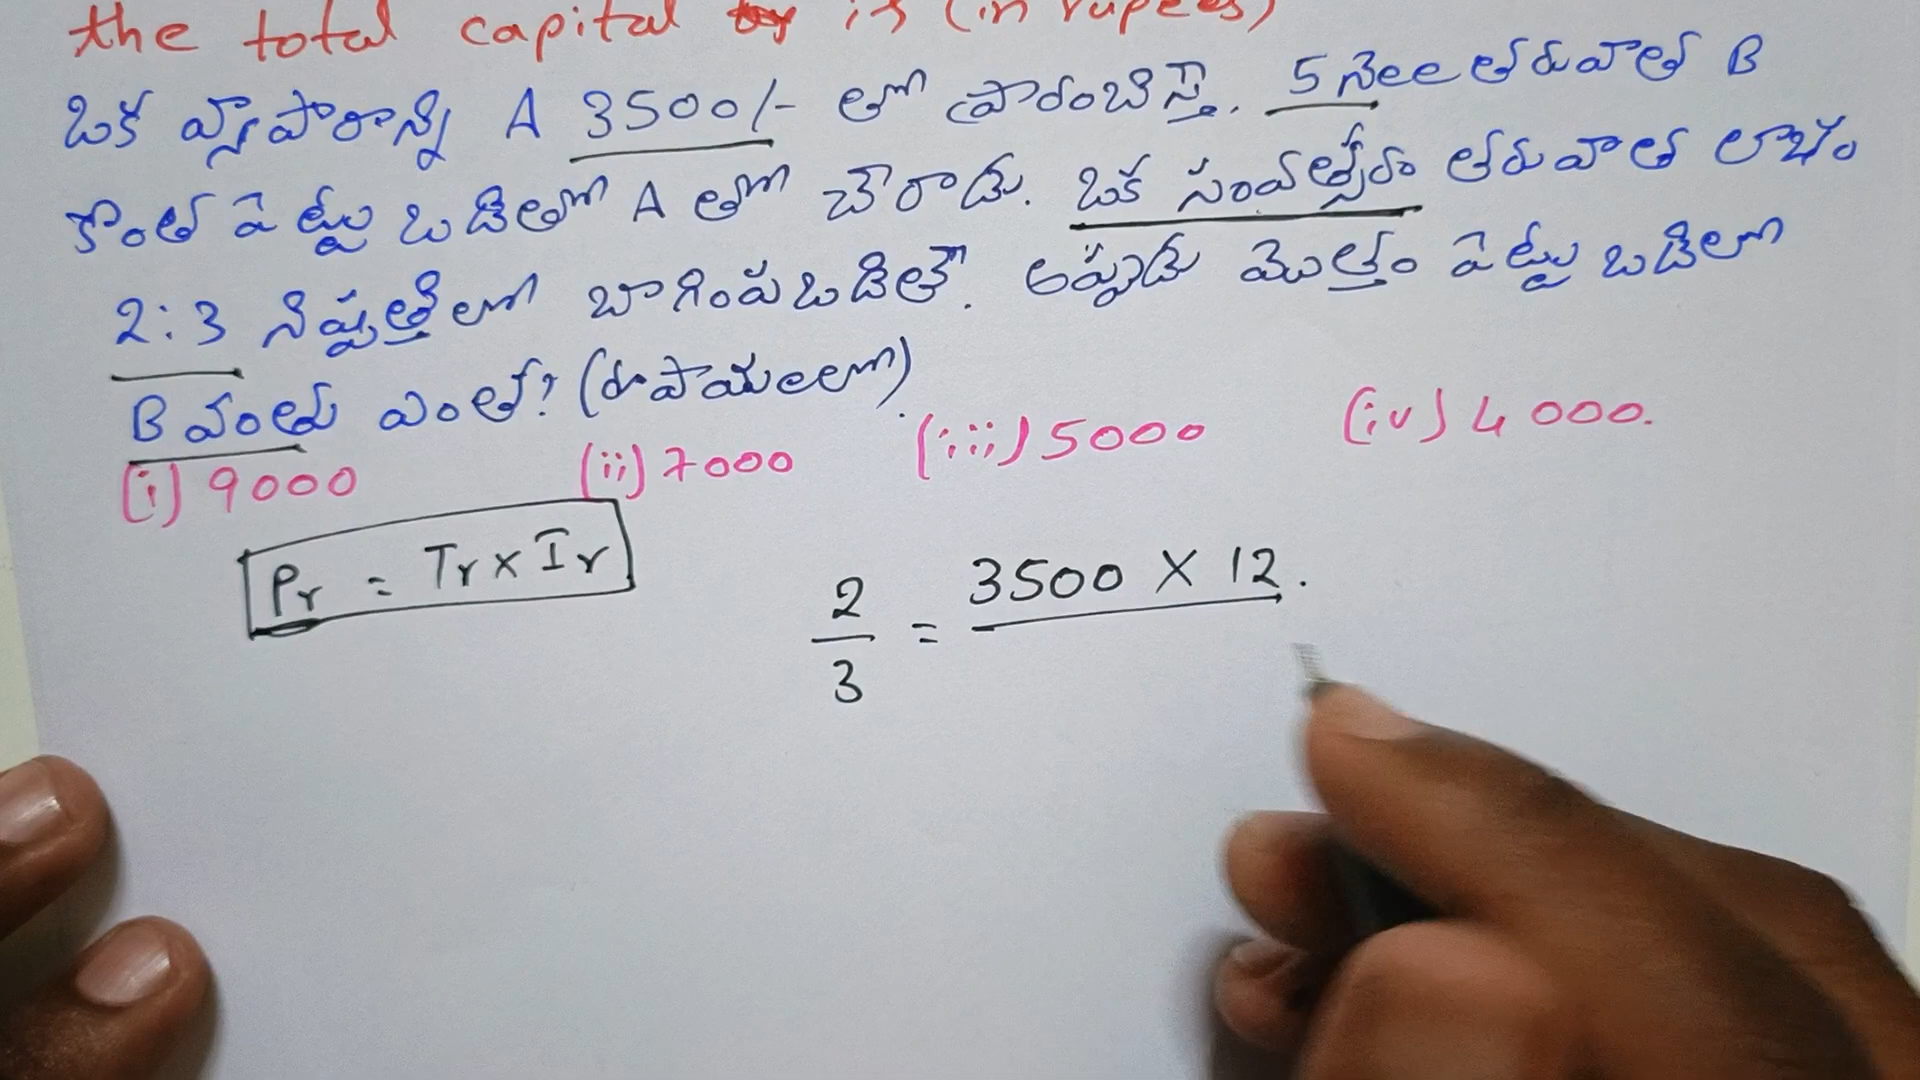 the total capital is (in rupees)
ఒక వ్యాపారాన్ని A 3500/- తో ప్రారంబిస్తే. 5 నెలల తరువాత B
కొంత పెట్టుబడితో A తో చేరాడు. ఒక సంవత్సరం తరువాత లాభం
2:3 నిష్పత్తిలో బాగింపబడితే. అప్పుడు మొత్తం పెట్టుబడిలో
B వంతు ఎంత? (రూపాయలలో)
(i) 9000 (ii) 7000 (iii) 5000 (iv) 4000.
Pr = Tr x Ir
2/3 = 3500 X 12.